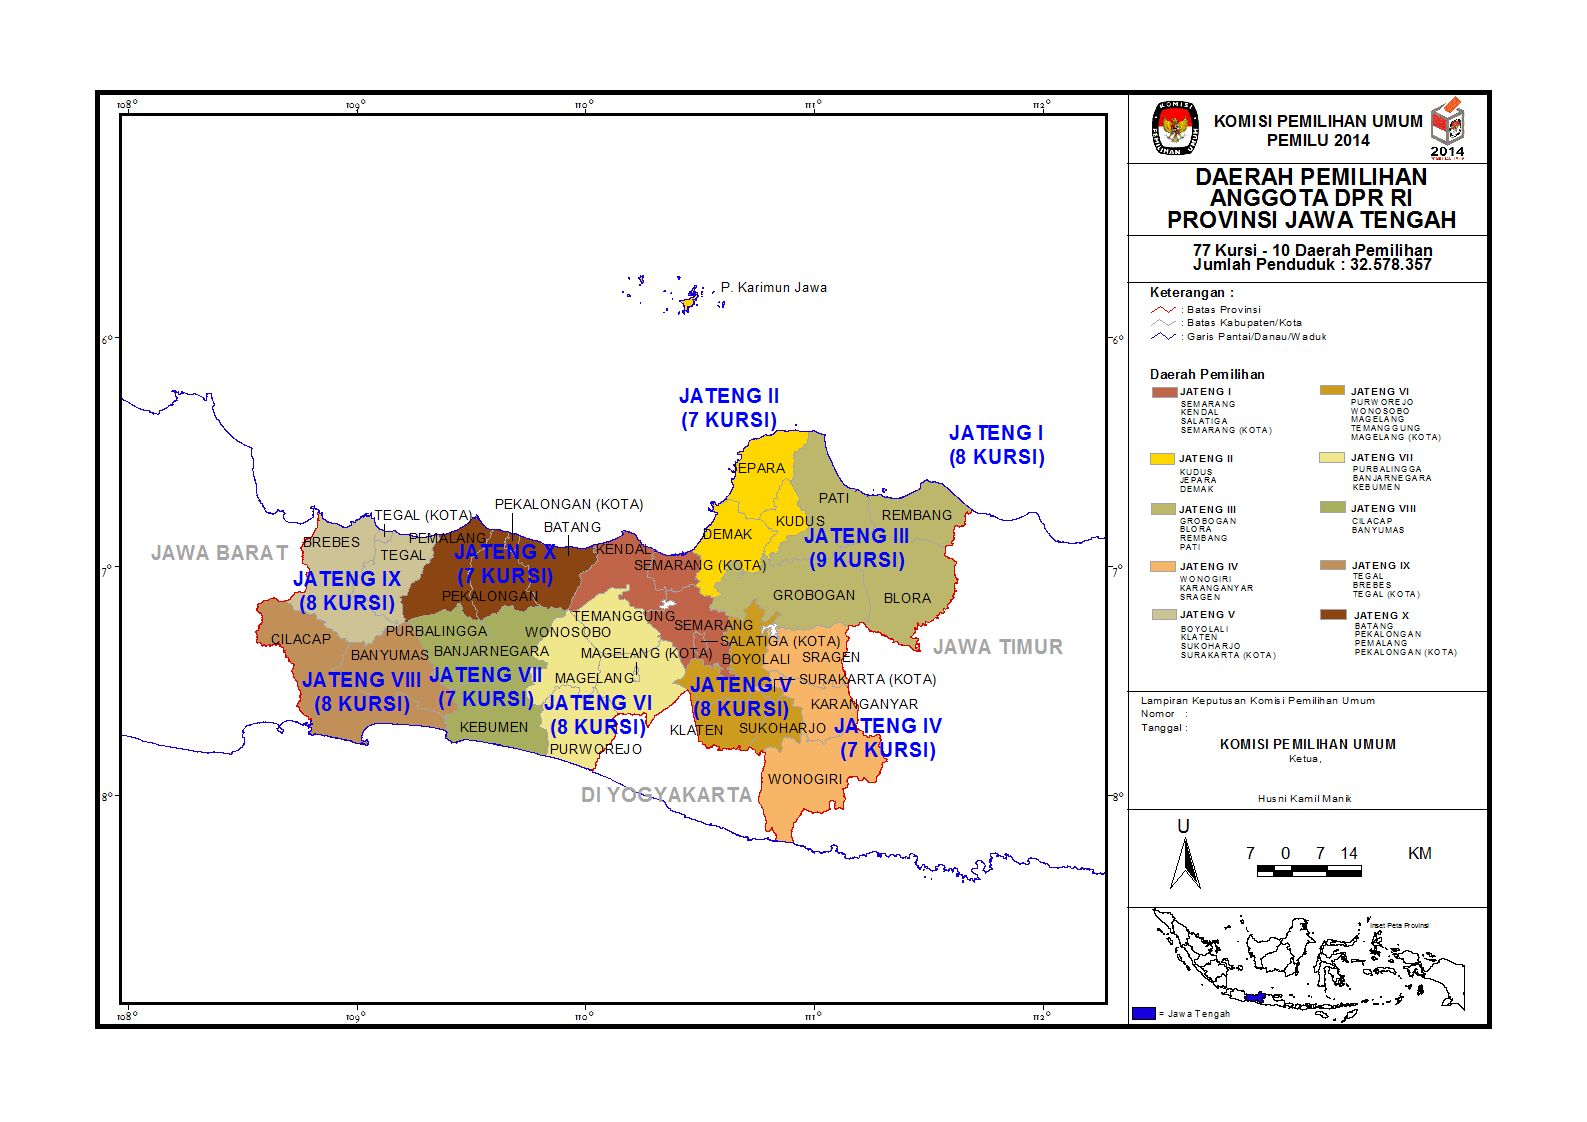 108°
109°
110°
111°
112°
6°
7°
8°
6°
7°
8°
108°
109°
110°
111°
112°
P. Karimun Jawa
JATENG II
(7 KURSI)
JATENG I
(8 KURSI)
JEPARA
PATI
PEKALONGAN (KOTA)
TEGAL (KOTA)
REMBANG
KUDUS
BATANG
DEMAK
JATENG III
(9 KURSI)
PEMALANG
BREBES
JAWA BARAT
TEGAL
JATENG X
(7 KURSI)
KENDAL
SEMARANG (KOTA)
JATENG IX
(8 KURSI)
PEKALONGAN
GROBOGAN
BLORA
TEMANGGUNG
SEMARANG
PURBALINGGA
WONOSOBO
CILACAP
SALATIGA (KOTA)
JAWA TIMUR
BANYUMAS
BANJARNEGARA
MAGELANG (KOTA)
BOYOLALI
SRAGEN
JATENG VIII
(8 KURSI)
JATENG VII
(7 KURSI)
MAGELANG
JATENG V
(8 KURSI)
SURAKARTA (KOTA)
JATENG VI
(8 KURSI)
KARANGANYAR
KEBUMEN
KLATEN
SUKOHARJO
JATENG IV
(7 KURSI)
PURWOREJO
WONOGIRI
DI YOGYAKARTA
KOMISI
PEMILIHAN UMUM
KOMISI PEMILIHAN UMUM
PEMILU 2014
2014
DAERAH PEMILIHAN
ANGGOTA DPR RI
PROVINSI JAWA TENGAH
77 Kursi - 10 Daerah Pemilihan
Jumlah Penduduk : 32.578.357
Keterangan :
: Batas Provinsi
: Batas Kabupaten/Kota
: Garis Pantai/Danau/Waduk
Daerah Pemilihan
JATENG I
SEMARANG
KENDAL
SALATIGA
SEMARANG (KOTA)
JATENG II
KUDUS
JEPARA
DEMAK
JATENG III
GROBOGAN
BLORA
REMBANG
PATI
JATENG IV
WONOGIRI
KARANGANYAR
SRAGEN
JATENG V
BOYOLALI
KLATEN
SUKOHARJO
SURAKARTA (KOTA)
JATENG VI
PURWOREJO
WONOSOBO
MAGELANG
TEMANGGUNG
MAGELANG (KOTA)
JATENG VII
PURBALINGGA
BANJARNEGARA
KEBUMEN
JATENG VIII
CILACAP
BANYUMAS
JATENG IX
TEGAL
BREBES
TEGAL (KOTA)
JATENG X
BATANG
PEKALONGAN
PEMALANG
PEKALONGAN (KOTA)
Lampiran Keputusan Komisi Pemilihan Umum
Nomor :
Tanggal :
KOMISI PEMILIHAN UMUM
Ketua,
Husni Kamil Manik
U
7 0 7 14 KM
Inset Peta Provinsi
= Jawa Tengah